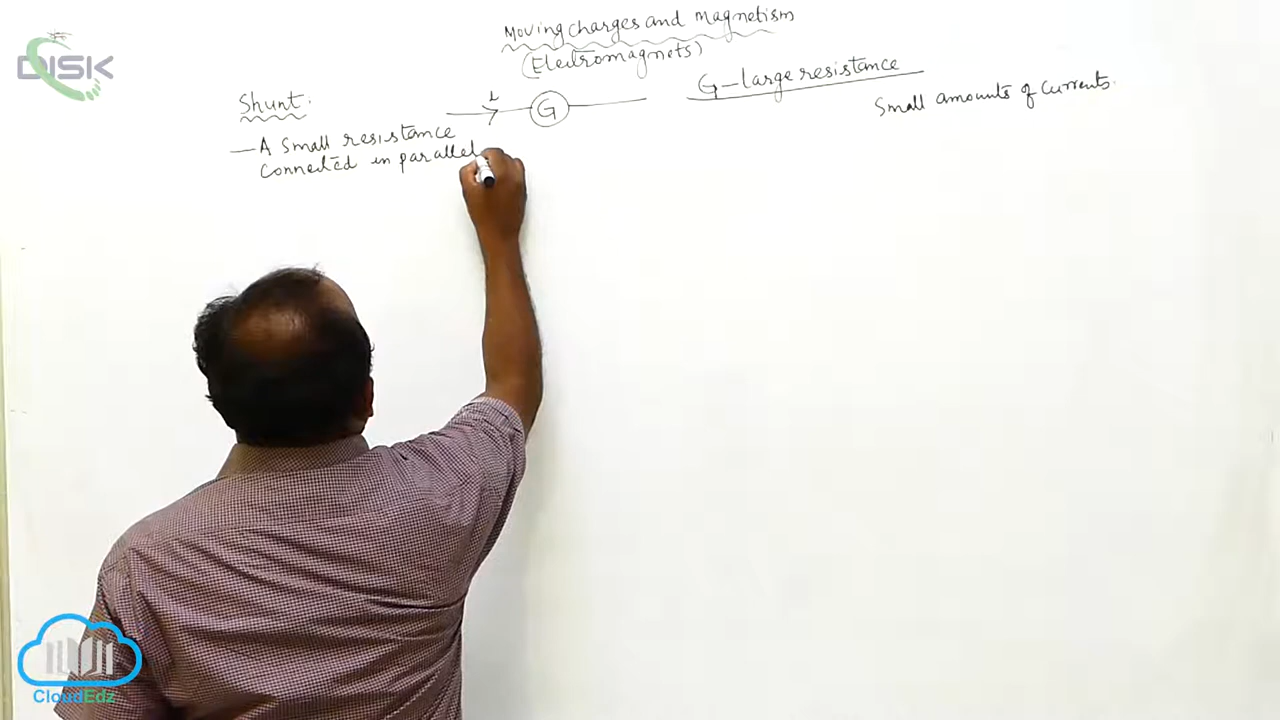 Moving charges and Magnetism
(Electromagnets)
G - large resistance
Small amounts of currents.
Shunt:
i
G
— A Small resistance
Connected in parallel
DISK
CloudEdz